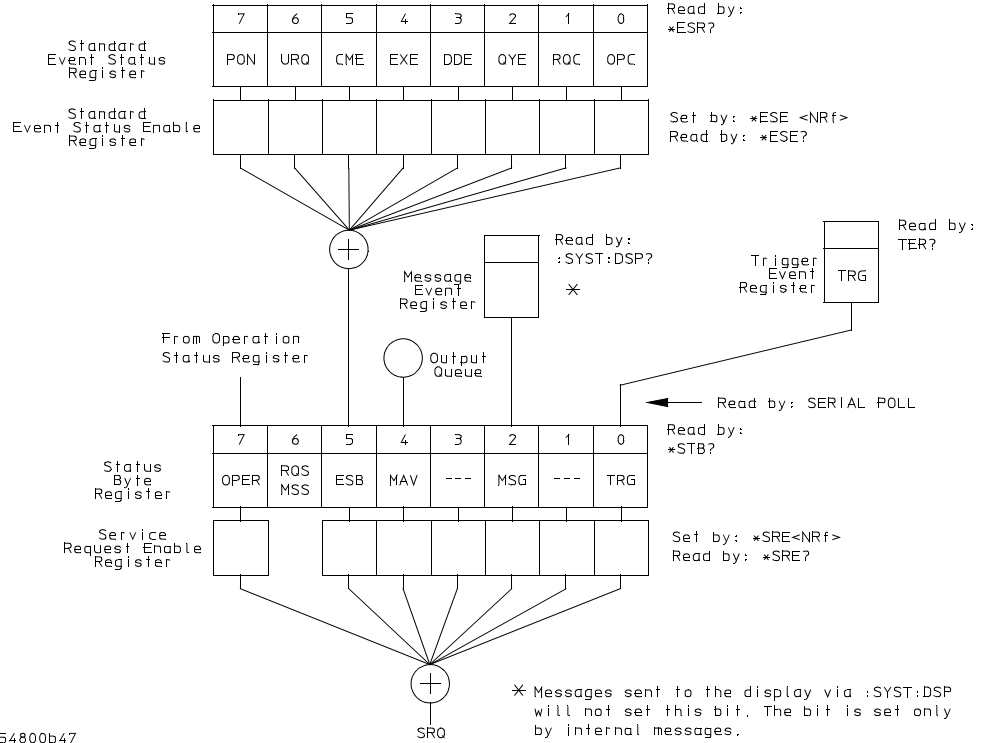 7 6 5 4 3 2 1 0
Read by:
*ESR?
Standard
Event Status
Register
PON URQ CME EXE DDE QYE RQC OPC
Standard
Event Status Enable
Register
Set by: *ESE <NRf>
Read by: *ESE?
+
Read by:
:SYST:DSP?
Message
Event
Register
*
Read by:
TER?
Trigger
Event
Register
TRG
From Operation
Status Register
Output
Queue
Read by: SERIAL POLL
7 6 5 4 3 2 1 0
Read by:
*STB?
Status
Byte
Register
OPER RQS MSS ESB MAV --- MSG --- TRG
Service
Request Enable
Register
Set by: *SRE<NRf>
Read by: *SRE?
+
SRQ
* Messages sent to the display via :SYST:DSP
will not set this bit. The bit is set only
by internal messages.
54800b47